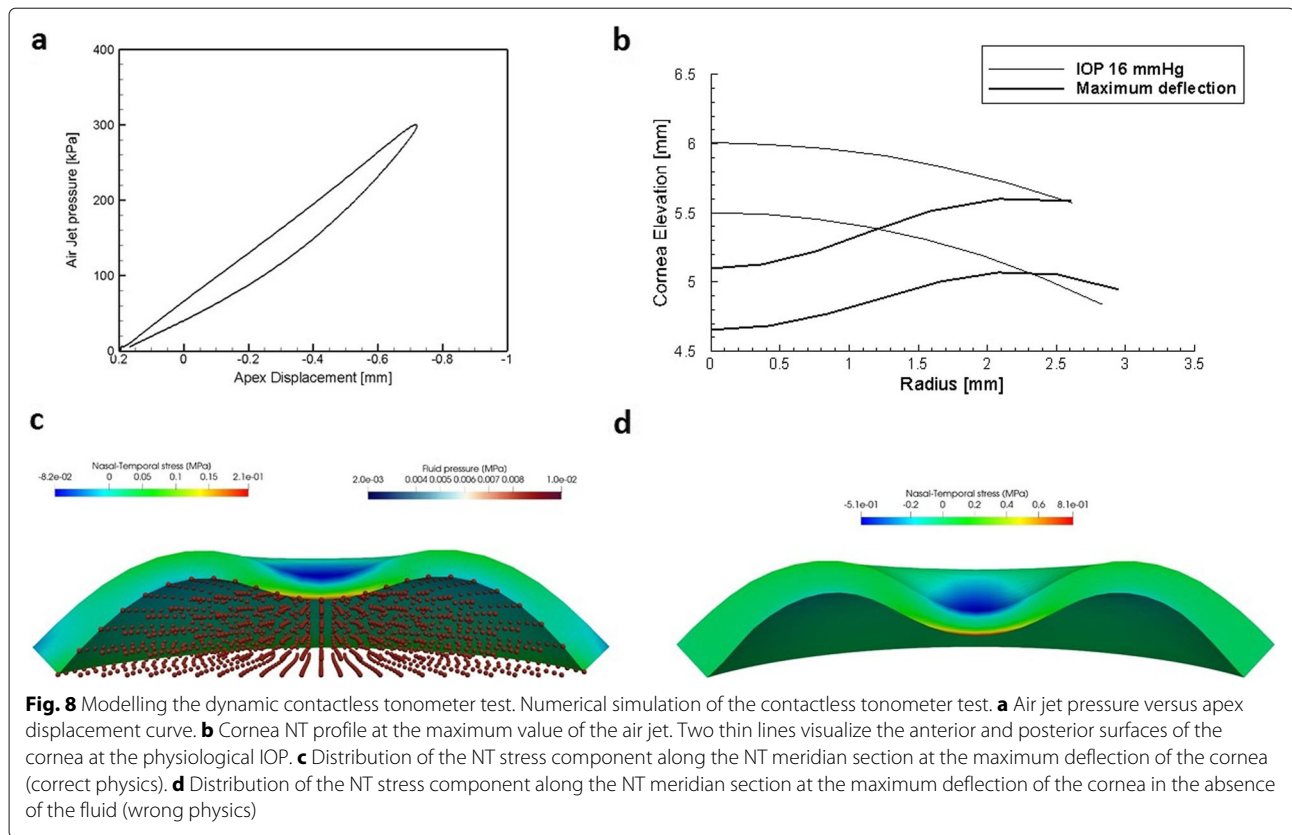 a
400
300
200
100
0
Air Jet pressure [kPa]
0.2 0 -0.2 -0.4 -0.6 -0.8 -1
Apex Displacement [mm]
b
IOP 16 mmHg
Maximum deflection
6.5
6
5.5
5
4.5
Cornea Elevation [mm]
0 0.5 1 1.5 2 2.5 3 3.5
Radius [mm]
c
Nasal-Temporal stress (MPa)
-8.2e-02 0 0.05 0.1 0.15 2.1e-01
Fluid pressure (MPa)
2.0e-03 0.004 0.005 0.006 0.007 0.008 1.0e-02
d
Nasal-Temporal stress (MPa)
-5.1e-01 -0.2 0 0.2 0.4 0.6 8.1e-01
Fig. 8 Modelling the dynamic contactless tonometer test. Numerical simulation of the contactless tonometer test. a Air jet pressure versus apex
displacement curve. b Cornea NT profile at the maximum value of the air jet. Two thin lines visualize the anterior and posterior surfaces of the
cornea at the physiological IOP. c Distribution of the NT stress component along the NT meridian section at the maximum deflection of the cornea
(correct physics). d Distribution of the NT stress component along the NT meridian section at the maximum deflection of the cornea in the absence
of the fluid (wrong physics)